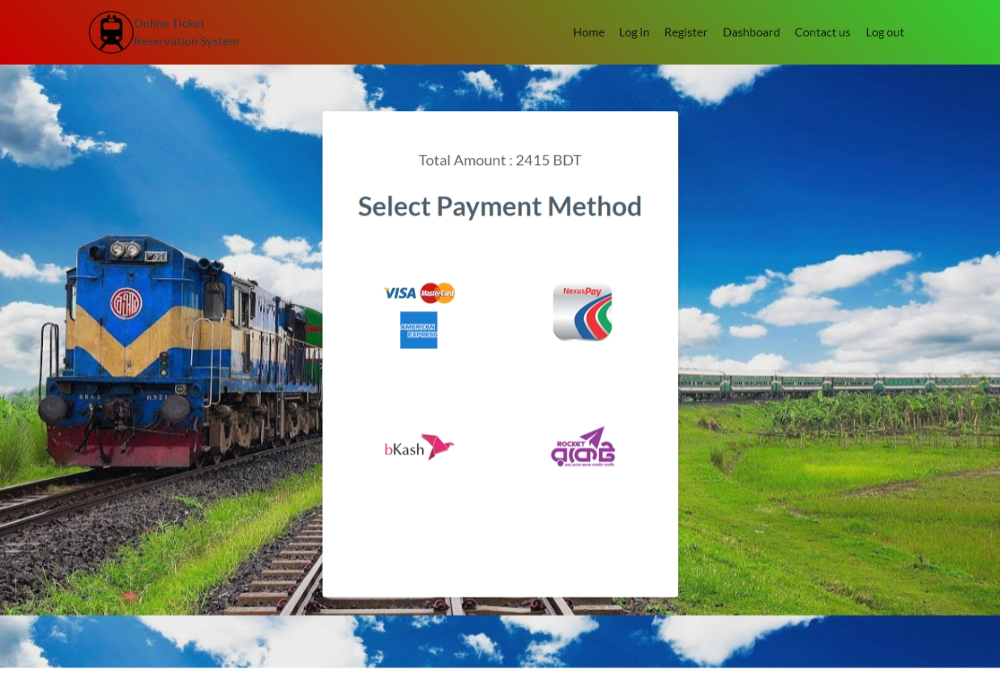 Online Ticket
Reservation System
Home Log in Register Dashboard Contact us Log out
Total Amount : 2415 BDT
Select Payment Method
VISA MasterCard
AMERICAN
EXPRESS
NexusPay
bKash
ROCKET
রকেট
6321